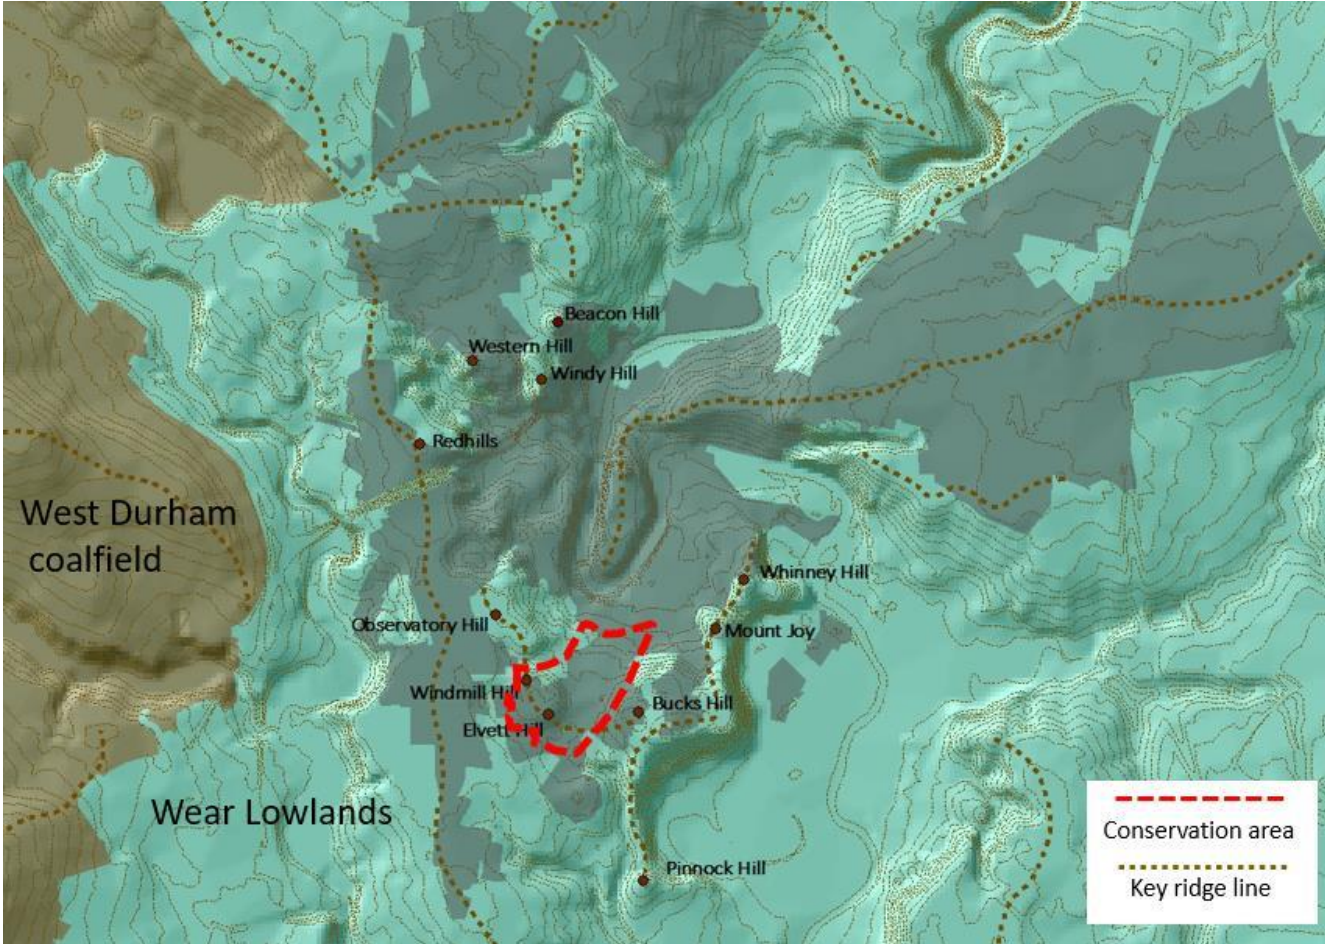 Beacon Hill
Western Hill
Windy Hill
Redhills
West Durham
coalfield
Whinney Hill
Observatory Hill
Mount Joy
Windmill Hill
Bucks Hill
Elvett Hill
Wear Lowlands
Pinnock Hill
Conservation area
Key ridge line